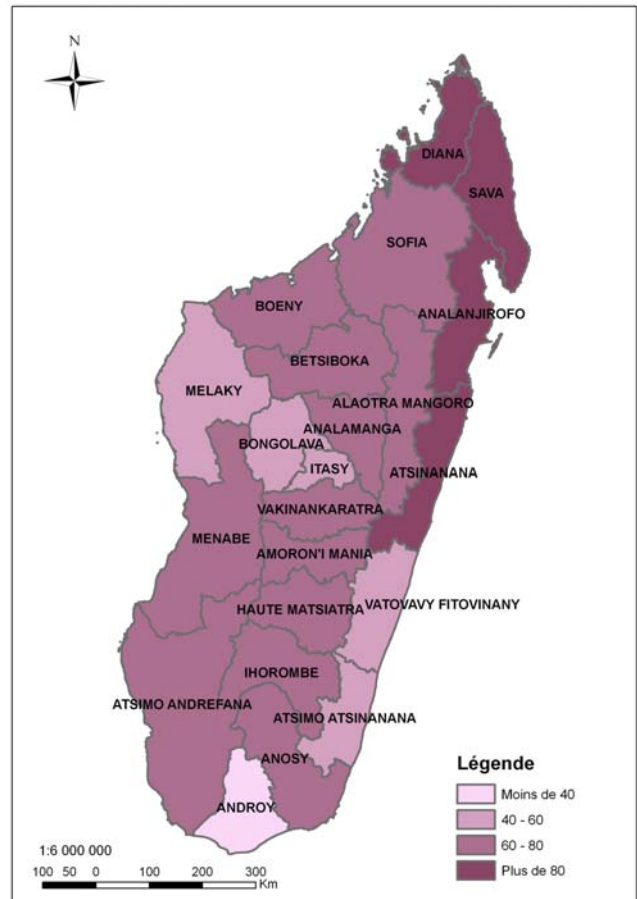 N
DIANA
SAVA
SOFIA
BOENY
ANALANJIROFO
BETSIBOKA
MELAKY
ALAOTRA MANGORO
ANALAMANGA
BONGOLAVA
ITASY
ATSINANANA
VAKINANKARATRA
MENABE
AMORON'I MANIA
HAUTE MATSIATRA
VATOVAVY FITOVINANY
IHOROMBE
ATSIMO ANDREFANA
ATSIMO ATSINANANA
ANOSY
ANDROY
Légende
Moins de 40
40 - 60
60 - 80
Plus de 80
1:6 000 000
100 50 0 100 200 300
Km